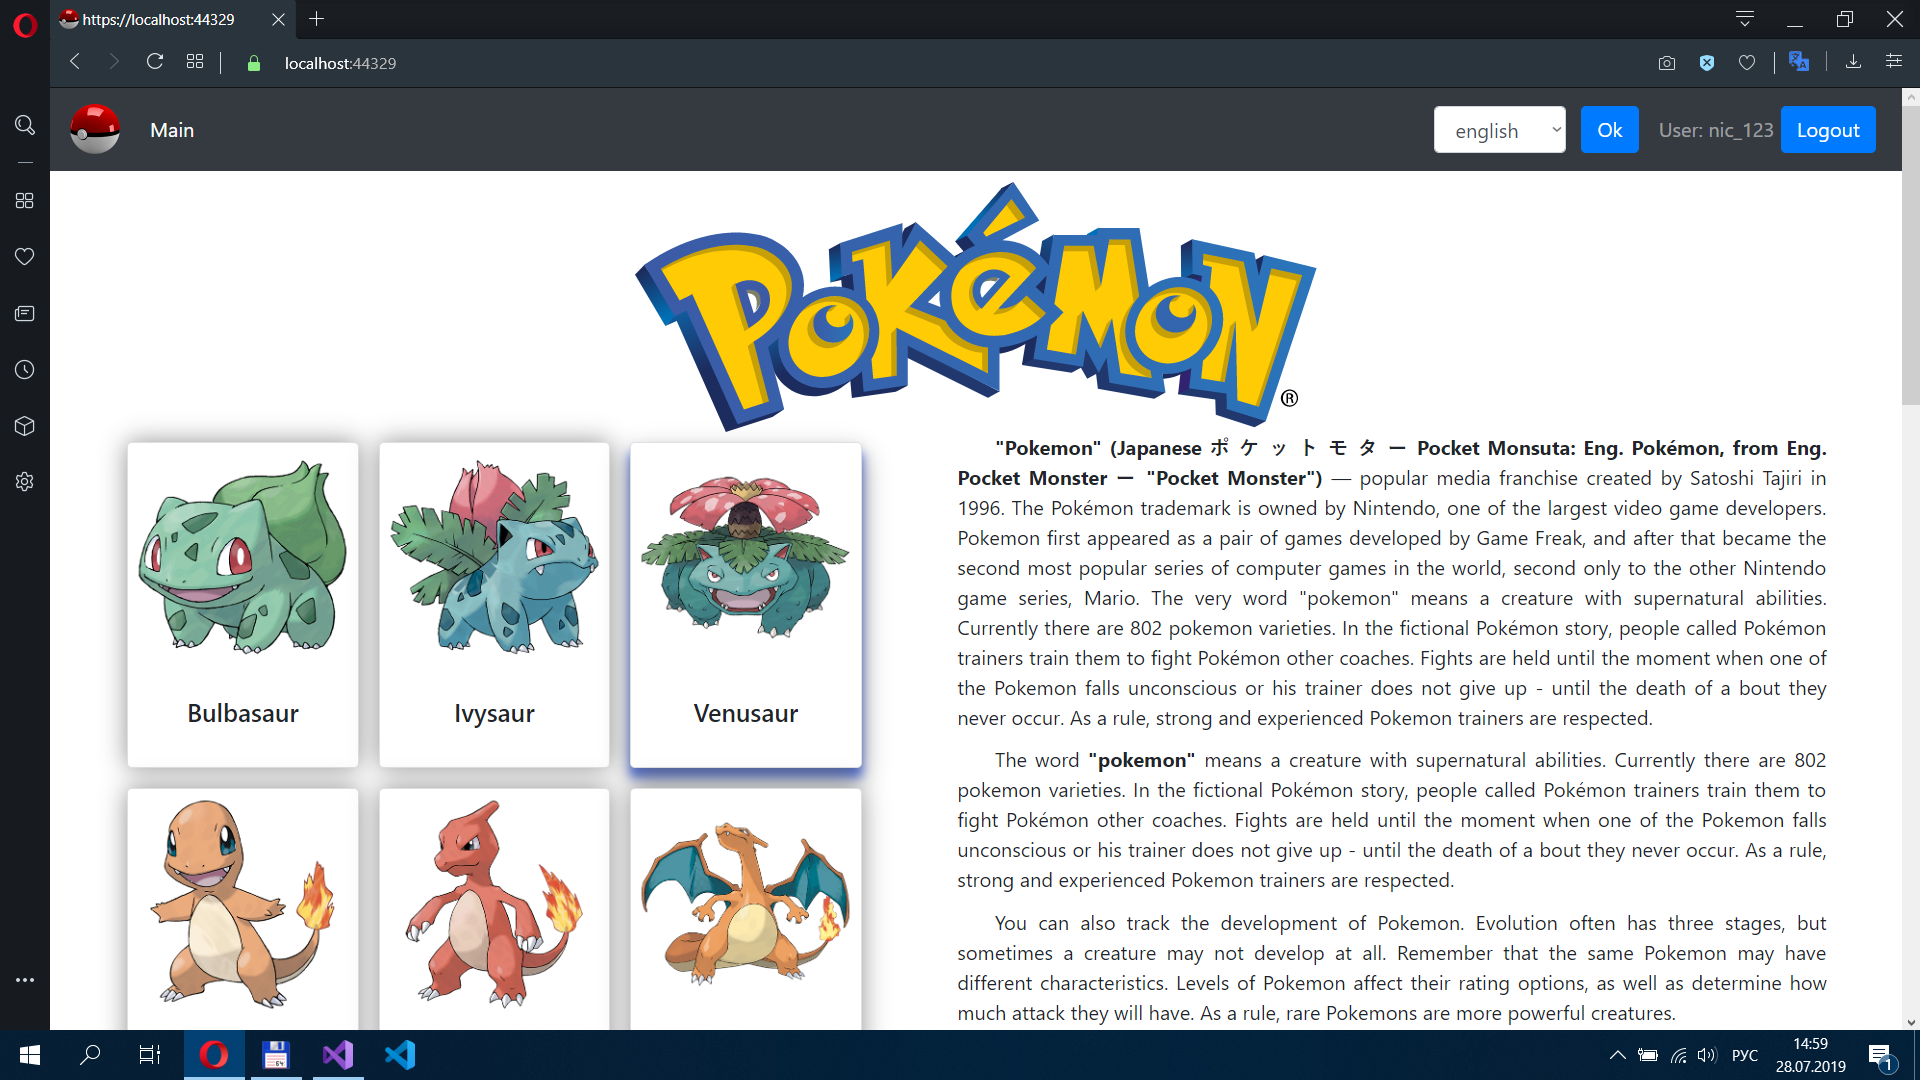 https://localhost:44329
localhost:44329
Main
english
Ok
User: nic_123
Logout
POKéMON
®
Bulbasaur
Ivysaur
Venusaur
"Pokemon" (Japanese ポケットモター Pocket Monsuta: Eng. Pokémon, from Eng.
Pocket Monster ー "Pocket Monster") — popular media franchise created by Satoshi Tajiri in
1996. The Pokémon trademark is owned by Nintendo, one of the largest video game developers.
Pokemon first appeared as a pair of games developed by Game Freak, and after that became the
second most popular series of computer games in the world, second only to the other Nintendo
game series, Mario. The very word "pokemon" means a creature with supernatural abilities.
Currently there are 802 pokemon varieties. In the fictional Pokémon story, people called Pokémon
trainers train them to fight Pokémon other coaches. Fights are held until the moment when one of
the Pokemon falls unconscious or his trainer does not give up - until the death of a bout they
never occur. As a rule, strong and experienced Pokemon trainers are respected.
The word "pokemon" means a creature with supernatural abilities. Currently there are 802
pokemon varieties. In the fictional Pokémon story, people called Pokémon trainers train them to
fight Pokémon other coaches. Fights are held until the moment when one of the Pokemon falls
unconscious or his trainer does not give up - until the death of a bout they never occur. As a rule,
strong and experienced Pokemon trainers are respected.
You can also track the development of Pokemon. Evolution often has three stages, but
sometimes a creature may not develop at all. Remember that the same Pokemon may have
different characteristics. Levels of Pokemon affect their rating options, as well as determine how
much attack they will have. As a rule, rare Pokemons are more powerful creatures.
64
РУС
14:59
28.07.2019
1